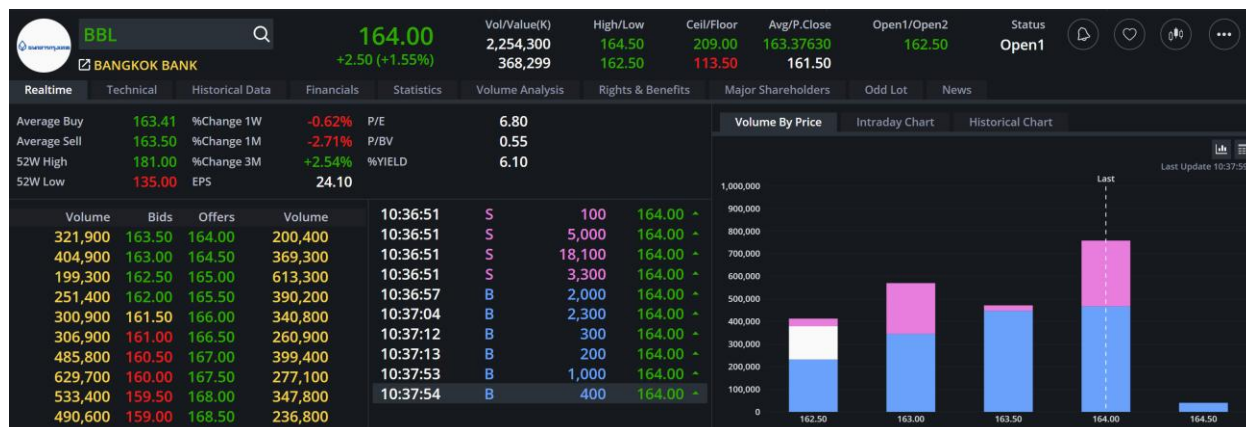 BBL
BANGKOK BANK
164.00
+2.50 (+1.55%)
Vol/Value(K) High/Low Ceil/Floor Avg/P.Close Open1/Open2 Status
2,254,300 164.50 209.00 163.37630 162.50 Open1
368,299 162.50 113.50 161.50
Realtime Technical Historical Data Financials Statistics Volume Analysis Rights & Benefits Major Shareholders Odd Lot News
Average Buy 163.41 %Change 1W -0.62% P/E 6.80
Average Sell 163.50 %Change 1M -2.71% P/BV 0.55
52W High 181.00 %Change 3M +2.54% %YIELD 6.10
52W Low 135.00 EPS 24.10
Volume Bids Offers Volume
321,900 163.50 164.00 200,400
404,900 163.00 164.50 369,300
199,300 162.50 165.00 613,300
251,400 162.00 165.50 390,200
300,900 161.50 166.00 340,800
306,900 161.00 166.50 260,900
485,800 160.50 167.00 399,400
629,700 160.00 167.50 277,100
533,400 159.50 168.00 347,800
490,600 159.00 168.50 236,800
10:36:51 S 100 164.00
10:36:51 S 5,000 164.00
10:36:51 S 18,100 164.00
10:36:51 S 3,300 164.00
10:36:57 B 2,000 164.00
10:37:04 B 2,300 164.00
10:37:12 B 300 164.00
10:37:13 B 200 164.00
10:37:53 B 1,000 164.00
10:37:54 B 400 164.00
Volume By Price Intraday Chart Historical Chart
Last Update 10:37:59
Last
1,000,000
900,000
800,000
700,000
600,000
500,000
400,000
300,000
200,000
100,000
0
162.50 163.00 163.50 164.00 164.50